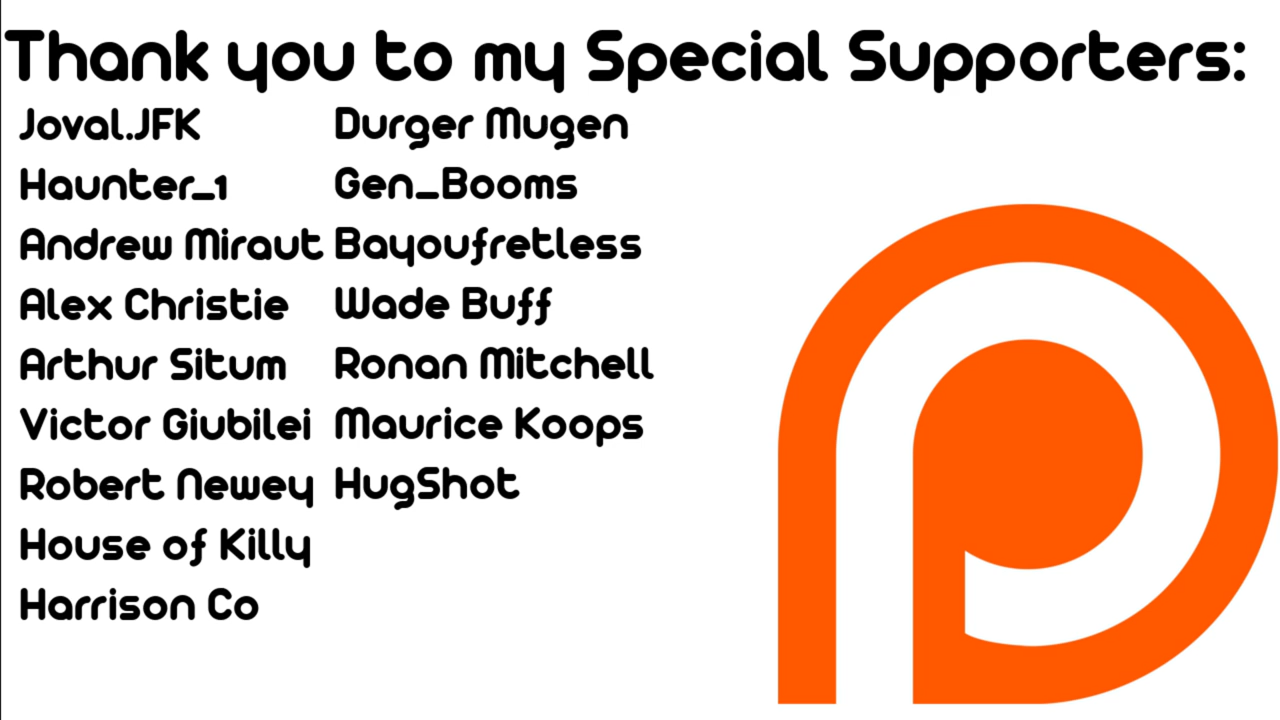 Thank you to my Special Supporters:
Joval.JFK
Haunter_1
Andrew Miraut
Alex Christie
Arthur Situm
Victor Giubilei
Robert Newey
House of Killy
Harrison Co
Durger Mugen
Gen_Booms
Bayoufretless
Wade Buff
Ronan Mitchell
Maurice Koops
HugShot